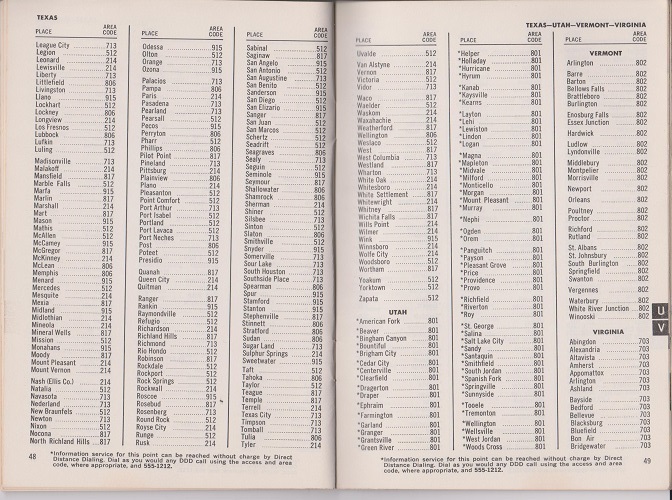 TEXAS
PLACE AREA CODE
League City 713
Legion 512
Leonard 214
Lewisville 214
Liberty 713
Littlefield 806
Livingston 713
Llano 915
Lockhart 512
Lockney 806
Longview 214
Los Fresnos 512
Lubbock 806
Lufkin 713
Luling 512
Madisonville 713
Malakoff 214
Mansfield 817
Marble Falls 512
Marfa 915
Marlin 817
Marshall 214
Mart 817
Mason 915
Mathis 512
McAllen 512
McCamey 915
McGregor 817
McKinney 214
McLean 806
Memphis 806
Menard 915
Mercedes 512
Mesquite 214
Mexia 817
Midland 915
Midlothian 214
Mineola 214
Mineral Wells 817
Mission 512
Monahans 915
Moody 817
Mount Pleasant 214
Mount Vernon 214
Nash (Ellis Co.) 214
Natalia 512
Navasota 713
Nederland 713
New Braunfels 512
Newton 713
Nixon 512
Nocona 817
North Richland Hills 817
PLACE AREA CODE
Odessa 915
Olton 806
Orange 713
Ozona 915
Palacios 713
Pampa 806
Paris 214
Pasadena 713
Pearland 713
Pearsall 512
Pecos 915
Perryton 806
Pharr 512
Phillips 806
Pilot Point 817
Pineland 713
Pittsburg 214
Plainview 806
Plano 214
Pleasanton 512
Point Comfort 512
Port Arthur 713
Port Isabel 512
Portland 512
Port Lavaca 512
Port Neches 713
Post 806
Poteet 512
Presidio 915
Quanah 817
Queen City 214
Quitman 214
Ranger 817
Rankin 915
Raymondville 512
Refugio 512
Richardson 214
Richland Hills 817
Richmond 713
Rio Hondo 512
Robinson 817
Rockdale 512
Rockport 512
Rock Springs 512
Rockwall 214
Roscoe 915
Rosebud 817
Rosenberg 713
Round Rock 512
Royse City 214
Runge 512
Rusk 214
PLACE AREA CODE
Sabinal 512
Saginaw 817
San Angelo 915
San Antonio 512
San Augustine 713
San Benito 512
Sanderson 915
San Diego 512
San Elizario 915
Sanger 817
San Juan 512
San Marcos 512
Schertz 512
Seadrift 512
Seagraves 806
Sealy 713
Seguin 512
Seminole 915
Seymour 817
Shallowater 806
Shamrock 806
Sherman 214
Shiner 512
Silsbee 713
Sinton 512
Slaton 806
Smithville 512
Snyder 915
Somerville 713
Sour Lake 713
South Houston 713
Southside Place 713
Spearman 806
Spur 915
Stamford 915
Stanton 915
Stephenville 817
Stinnett 806
Stratford 806
Sudan 806
Sugar Land 713
Sulphur Springs 214
Sweetwater 915
Taft 512
Tahoka 806
Taylor 512
Teague 817
Temple 817
Terrell 214
Texas City 713
Timpson 713
Tomball 713
Tulia 806
Tyler 214
48
*Information service for this point can be reached without charge by Direct
Distance Dialing. Dial as you would any DDD call using the access and area
code, where appropriate, and 555-1212.
TEXAS—UTAH—VERMONT—VIRGINIA
PLACE AREA CODE
Uvalde 512
Van Alstyne 214
Vernon 817
Victoria 512
Vidor 713
Waco 817
Waelder 512
Waskom 214
Waxahachie 214
Weatherford 817
Wellington 806
Weslaco 512
West 817
West Columbia 713
Westland 817
Wharton 713
White Oak 214
Whitesboro 214
White Settlement 817
Whitewright 214
Whitney 817
Wichita Falls 817
Wills Point 214
Wilmer 214
Wink 915
Winnsboro 214
Wolfe City 214
Woodsboro 512
Wortham 817
Yoakum 512
Yorktown 512
Zapata 512
UTAH
*American Fork 801
*Beaver 801
*Bingham Canyon 801
*Bountiful 801
*Brigham City 801
*Cedar City 801
*Centerville 801
*Clearfield 801
*Dragerton 801
*Draper 801
*Ephraim 801
*Farmington 801
*Garland 801
*Granger 801
*Grantsville 801
*Green River 801
PLACE AREA CODE
*Helper 801
*Holladay 801
*Hurricane 801
*Hyrum 801
*Kanab 801
*Kaysville 801
*Kearns 801
*Layton 801
*Lehi 801
*Lewiston 801
*Lindon 801
*Logan 801
*Magna 801
*Mapleton 801
*Midvale 801
*Milford 801
*Monticello 801
*Morgan 801
*Mount Pleasant 801
*Murray 801
*Nephi 801
*Ogden 801
*Orem 801
*Panguitch 801
*Payson 801
*Pleasant Grove 801
*Price 801
*Providence 801
*Provo 801
*Richfield 801
*Riverton 801
*Roy 801
*St. George 801
*Salina 801
*Salt Lake City 801
*Sandy 801
*Santaquin 801
*Smithfield 801
*South Jordan 801
*Spanish Fork 801
*Springville 801
*Sunnyside 801
*Tooele 801
*Tremonton 801
*Wellington 801
*Wellsville 801
*West Jordan 801
*Woods Cross 801
PLACE AREA CODE
VERMONT
Arlington 802
Barre 802
Barton 802
Bellows Falls 802
Brattleboro 802
Burlington 802
Enosburg Falls 802
Essex Junction 802
Hardwick 802
Ludlow 802
Lyndonville 802
Middlebury 802
Montpelier 802
Morrisville 802
Newport 802
Orleans 802
Poultney 802
Proctor 802
Richford 802
Rutland 802
St. Albans 802
St. Johnsbury 802
South Burlington 802
Springfield 802
Swanton 802
Vergennes 802
Waterbury 802
White River Junction 802
Winooski 802
VIRGINIA
Abingdon 703
Alexandria 703
Altavista 703
Amherst 703
Appomattox 703
Arlington 703
Ashland 703
Bayside 703
Bedford 703
Bellevue 703
Blacksburg 703
Bluefield 703
Bon Air 703
Bridgewater 703
U
V
*Information service for this point can be reached without charge by Direct
Distance Dialing. Dial as you would any DDD call using the access and area
code, where appropriate, and 555-1212.
49